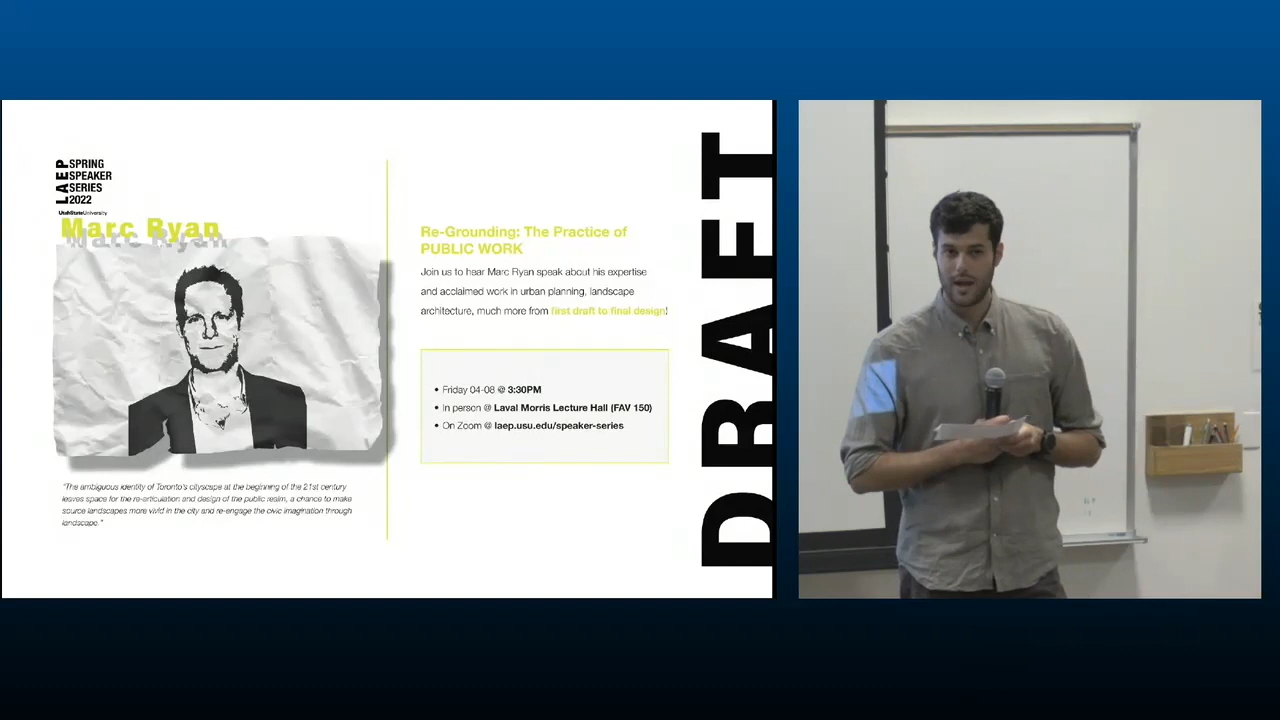 LAEP
SPRING
SPEAKER
SERIES
2022
UtahStateUniversity
Marc Ryan
Marc Ryan
"The ambiguous identity of Toronto's cityscape at the beginning of the 21st century
leaves space for the re-articulation and design of the public realm, a chance to make
source landscapes more vivid in the city and re-engage the civic imagination through
landscape."
Re-Grounding: The Practice of
PUBLIC WORK
Join us to hear Marc Ryan speak about his expertise
and acclaimed work in urban planning, landscape
architecture, much more from first draft to final design!
• Friday 04-08 @ 3:30PM
• In person @ Laval Morris Lecture Hall (FAV 150)
• On Zoom @ laep.usu.edu/speaker-series
DRAFT